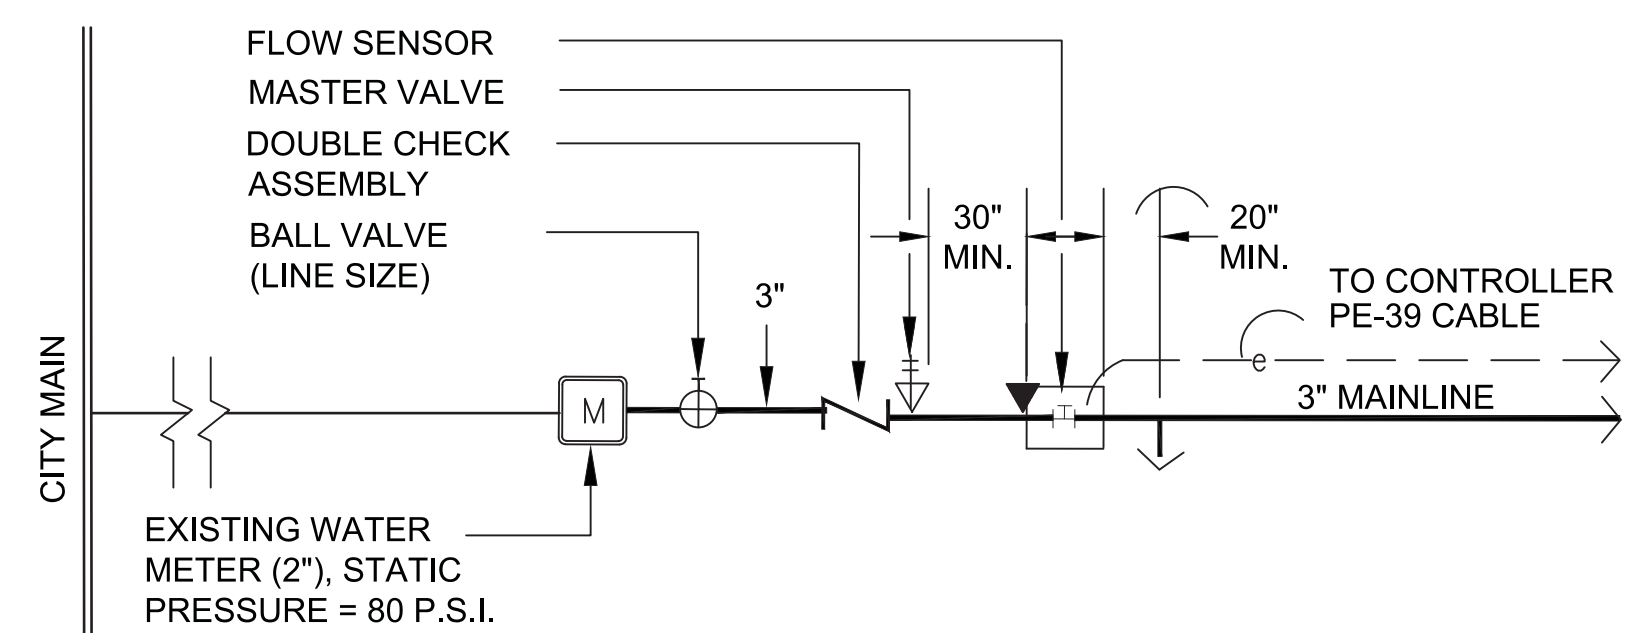 FLOW SENSOR
MASTER VALVE
DOUBLE CHECK
ASSEMBLY
BALL VALVE
(LINE SIZE)
3"
30"
MIN.
20"
MIN.
TO CONTROLLER
PE-39 CABLE
e
3" MAINLINE
M
CITY MAIN
EXISTING WATER
METER (2"), STATIC
PRESSURE = 80 P.S.I.